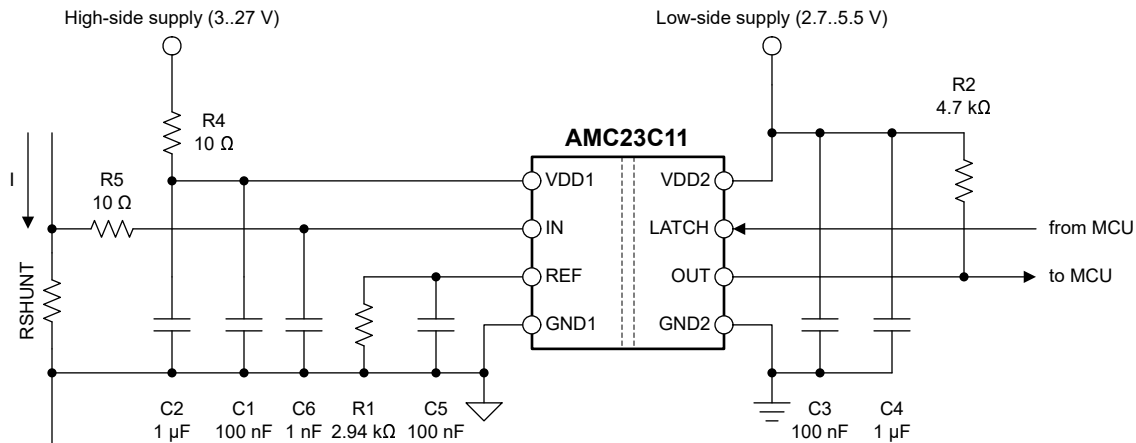 High-side supply (3..27 V)
Low-side supply (2.7..5.5 V)
R2
4.7 kΩ
R4
10 Ω
AMC23C11
I
R5
10 Ω
VDD1
VDD2
IN
LATCH
from MCU
RSHUNT
REF
OUT
to MCU
GND1
GND2
C2
1 µF
C1
100 nF
C6
1 nF
R1
2.94 kΩ
C5
100 nF
C3
100 nF
C4
1 µF